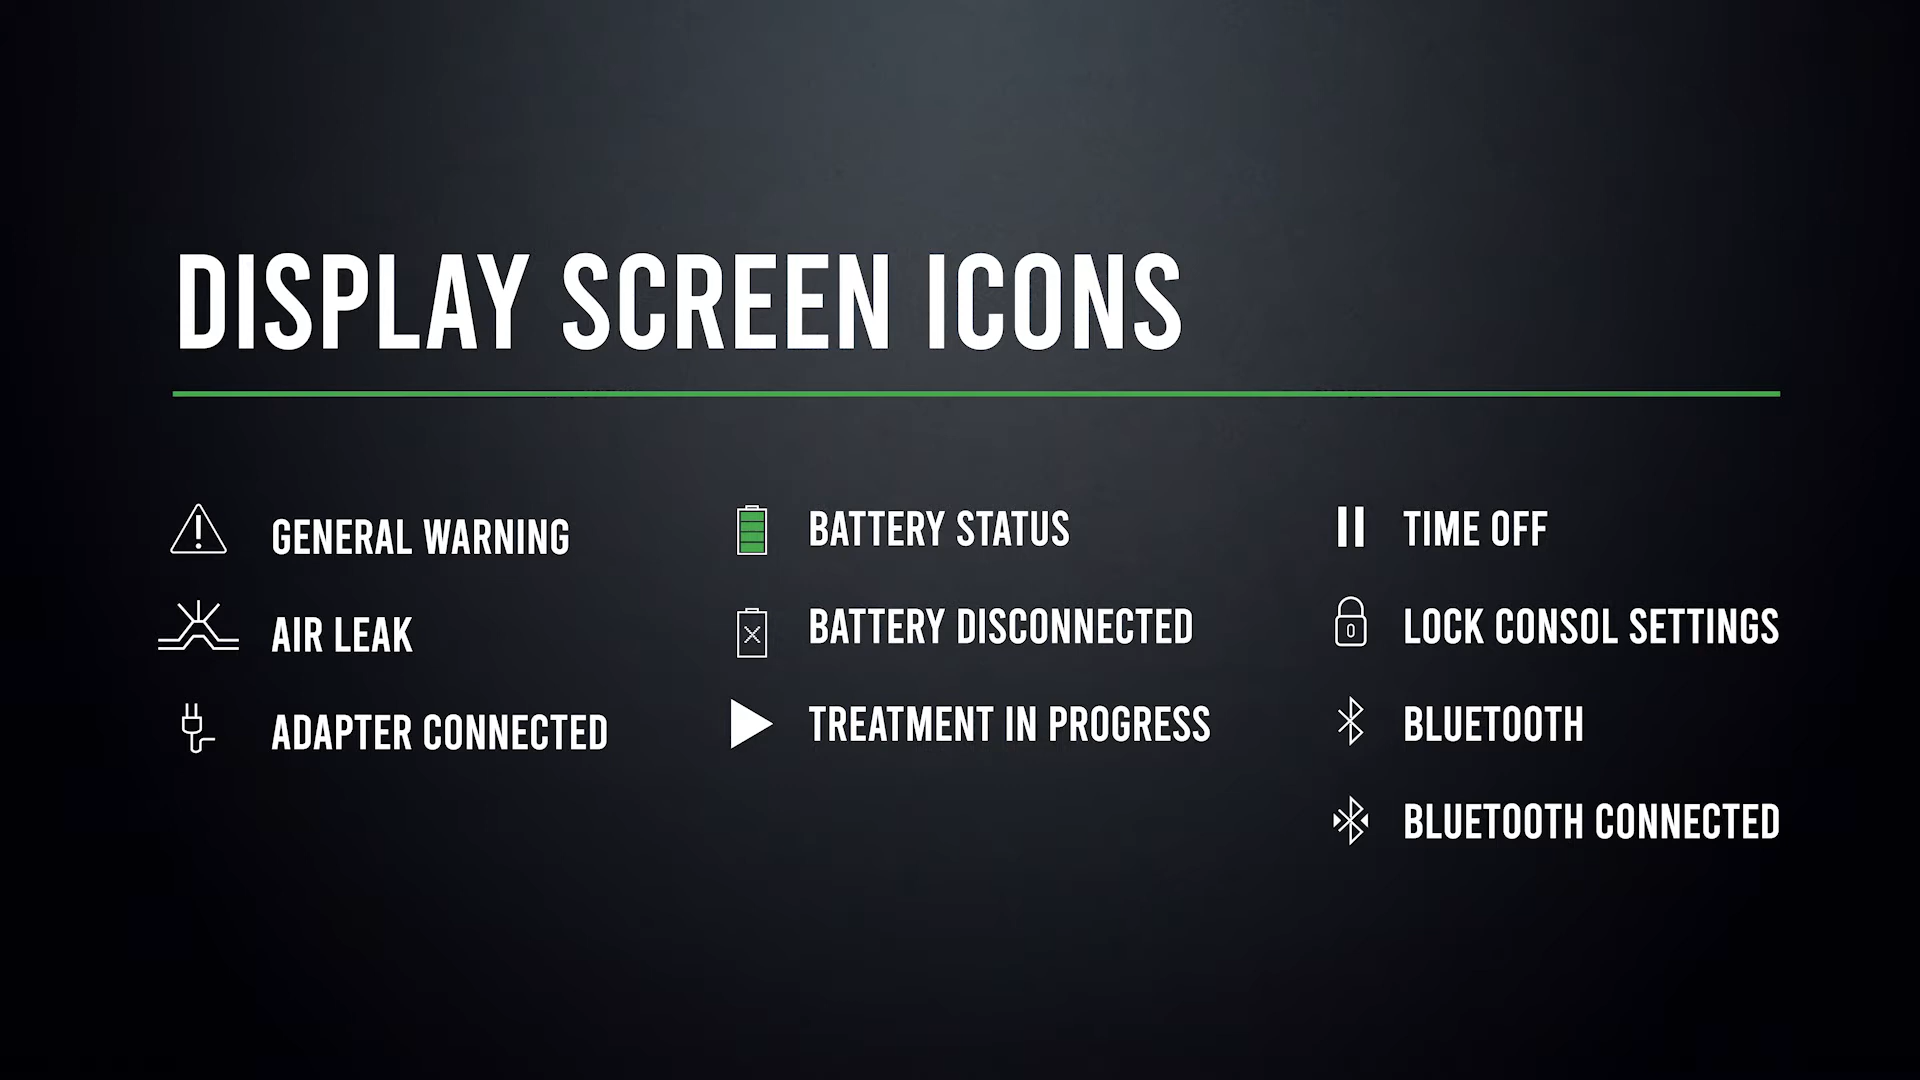 DISPLAY SCREEN ICONS
GENERAL WARNING
AIR LEAK
ADAPTER CONNECTED
BATTERY STATUS
BATTERY DISCONNECTED
TREATMENT IN PROGRESS
TIME OFF
LOCK CONSOL SETTINGS
BLUETOOTH
BLUETOOTH CONNECTED